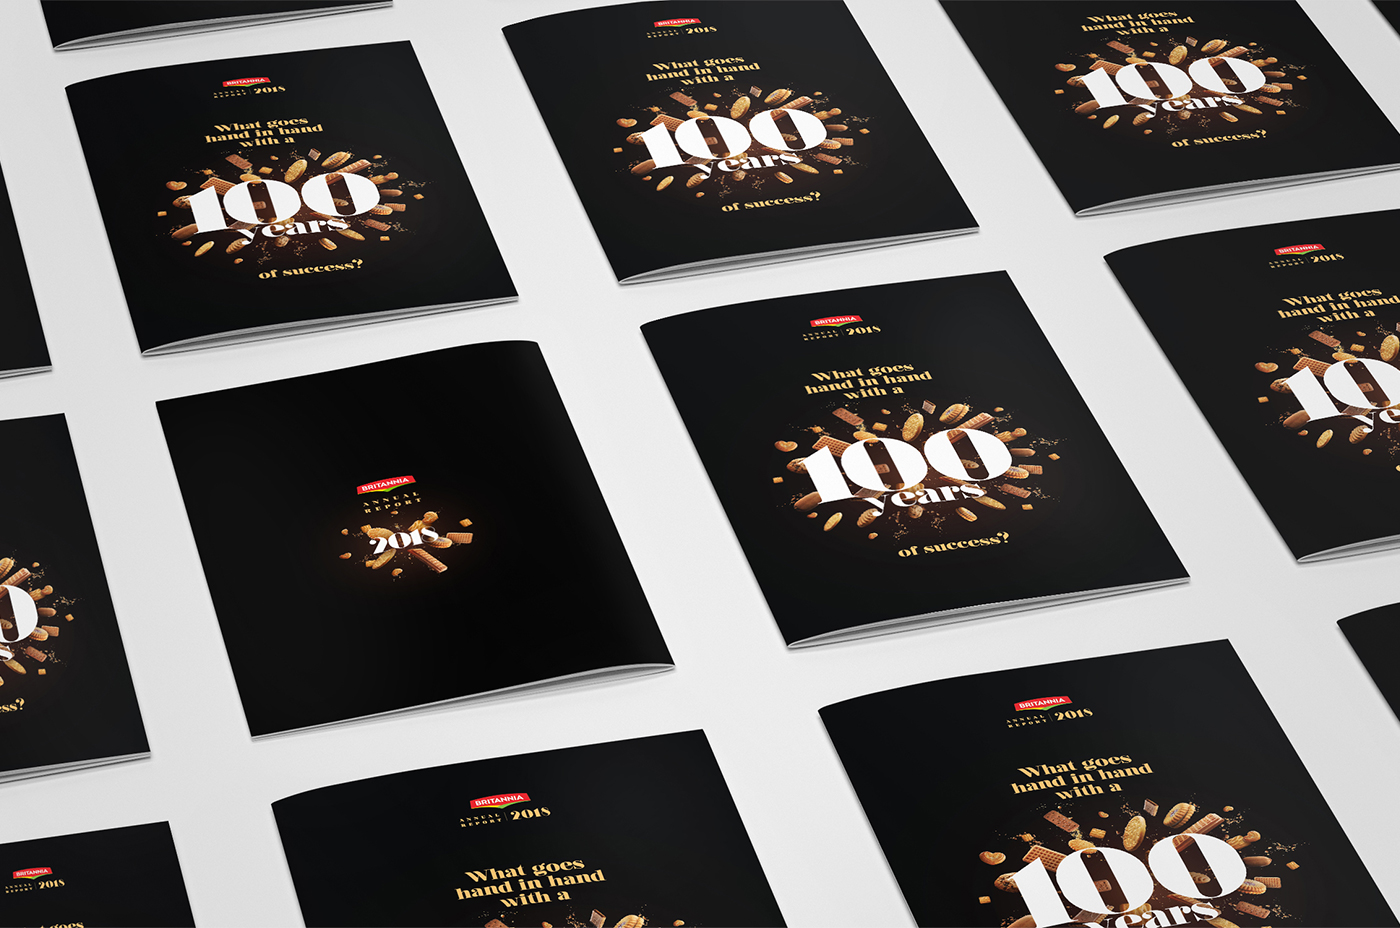 BRITANNIA
ANNUAL
REPORT 2018
What goes
hand in hand
with a
100
years
of success?
BRITANNIA
ANNUAL
REPORT 2018
What goes
hand in hand
with a
100
years
of success?
What goes
hand in hand
with a
100
years
of success?
BRITANNIA
ANNUAL
REPORT
2018
BRITANNIA
ANNUAL
REPORT 2018
What goes
hand in hand
with a
100
years
of success?
BRITANNIA
ANNUAL
REPORT 2018
What goes
hand in hand
with a
BRITANNIA
ANNUAL
REPORT 2018
What goes
BRITANNIA
ANNUAL
REPORT 2018
What goes
hand in hand
with a
BRITANNIA
ANNUAL
REPORT 2018
What goes
hand in hand
with a
100
years